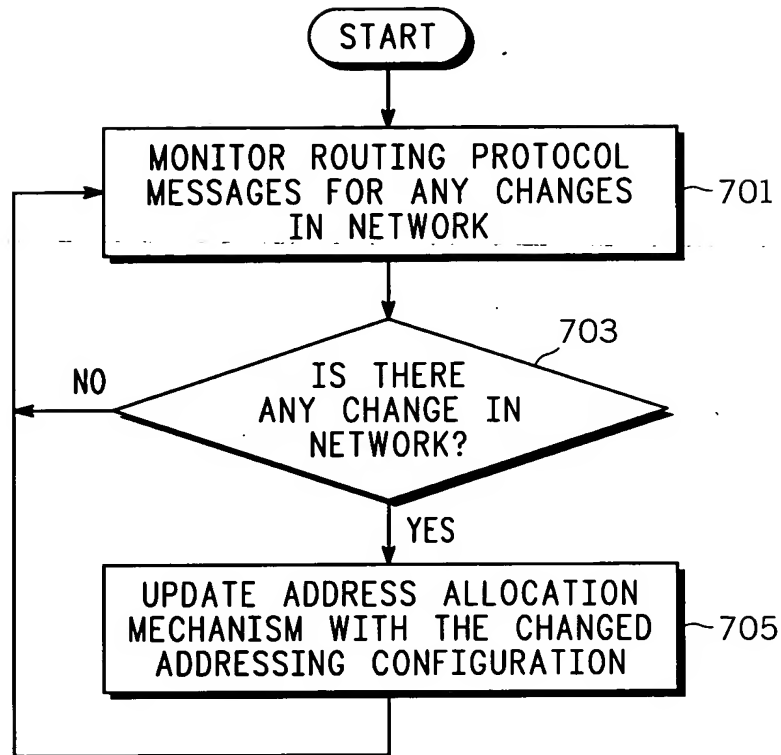 START
MONITOR ROUTING PROTOCOL
MESSAGES FOR ANY CHANGES
IN NETWORK
701
703
IS THERE
ANY CHANGE IN
NETWORK?
NO
YES
UPDATE ADDRESS ALLOCATION
MECHANISM WITH THE CHANGED
ADDRESSING CONFIGURATION
705